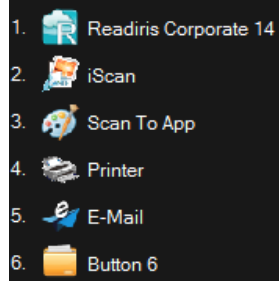 1. Readiris Corporate 14
2. iScan
3. Scan To App
4. Printer
5. E-Mail
6. Button 6